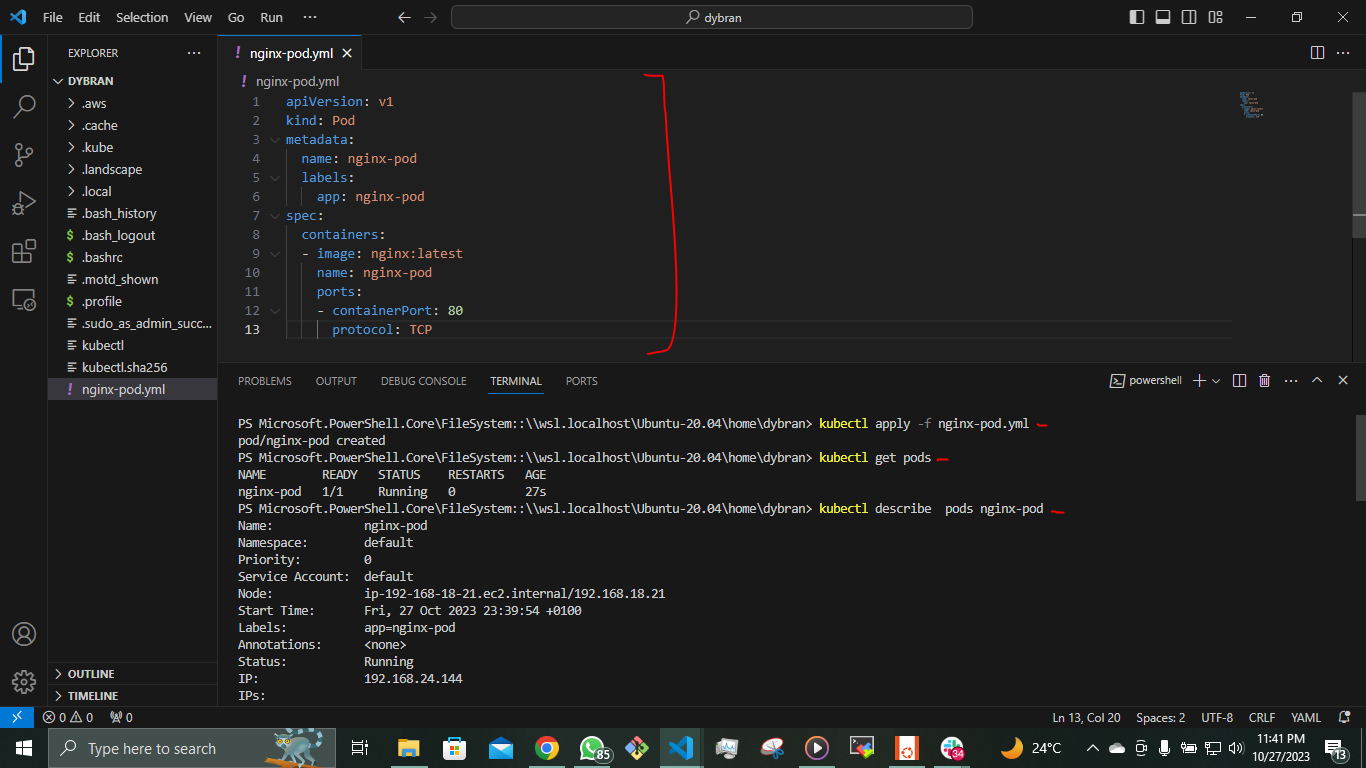 File Edit Selection View Go Run ···
dybran
EXPLORER
nginx-pod.yml
DYBRAN
.aws
.cache
.kube
.landscape
.local
.bash_history
.bash_logout
.bashrc
.motd_shown
.profile
.sudo_as_admin_succ...
kubectl
kubectl.sha256
nginx-pod.yml
OUTLINE
TIMELINE
nginx-pod.yml
1 apiVersion: v1
2 kind: Pod
3 metadata:
4 name: nginx-pod
5 labels:
6 app: nginx-pod
7 spec:
8 containers:
9 - image: nginx:latest
10 name: nginx-pod
11 ports:
12 - containerPort: 80
13 protocol: TCP
PROBLEMS OUTPUT DEBUG CONSOLE TERMINAL PORTS
powershell
PS Microsoft.PowerShell.Core\FileSystem::\\wsl.localhost\Ubuntu-20.04\home\dybran> kubectl apply -f nginx-pod.yml
pod/nginx-pod created
PS Microsoft.PowerShell.Core\FileSystem::\\wsl.localhost\Ubuntu-20.04\home\dybran> kubectl get pods
NAME READY STATUS RESTARTS AGE
nginx-pod 1/1 Running 0 27s
PS Microsoft.PowerShell.Core\FileSystem::\\wsl.localhost\Ubuntu-20.04\home\dybran> kubectl describe  pods nginx-pod
Name: nginx-pod
Namespace: default
Priority: 0
Service Account: default
Node: ip-192-168-18-21.ec2.internal/192.168.18.21
Start Time: Fri, 27 Oct 2023 23:39:54 +0100
Labels: app=nginx-pod
Annotations: <none>
Status: Running
IP: 192.168.24.144
IPs:
0 0 0
Ln 13, Col 20 Spaces: 2 UTF-8 CRLF YAML
Type here to search
85
34
24°C
11:41 PM
10/27/2023
13